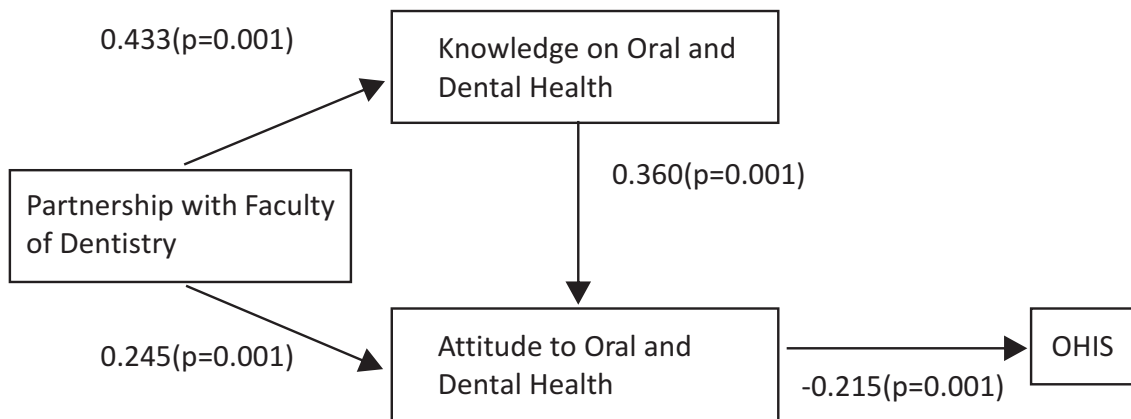 0.433(p=0.001)
Knowledge on Oral and
Dental Health
0.360(p=0.001)
Partnership with Faculty
of Dentistry
0.245(p=0.001)
Attitude to Oral and
Dental Health
-0.215(p=0.001)
OHIS